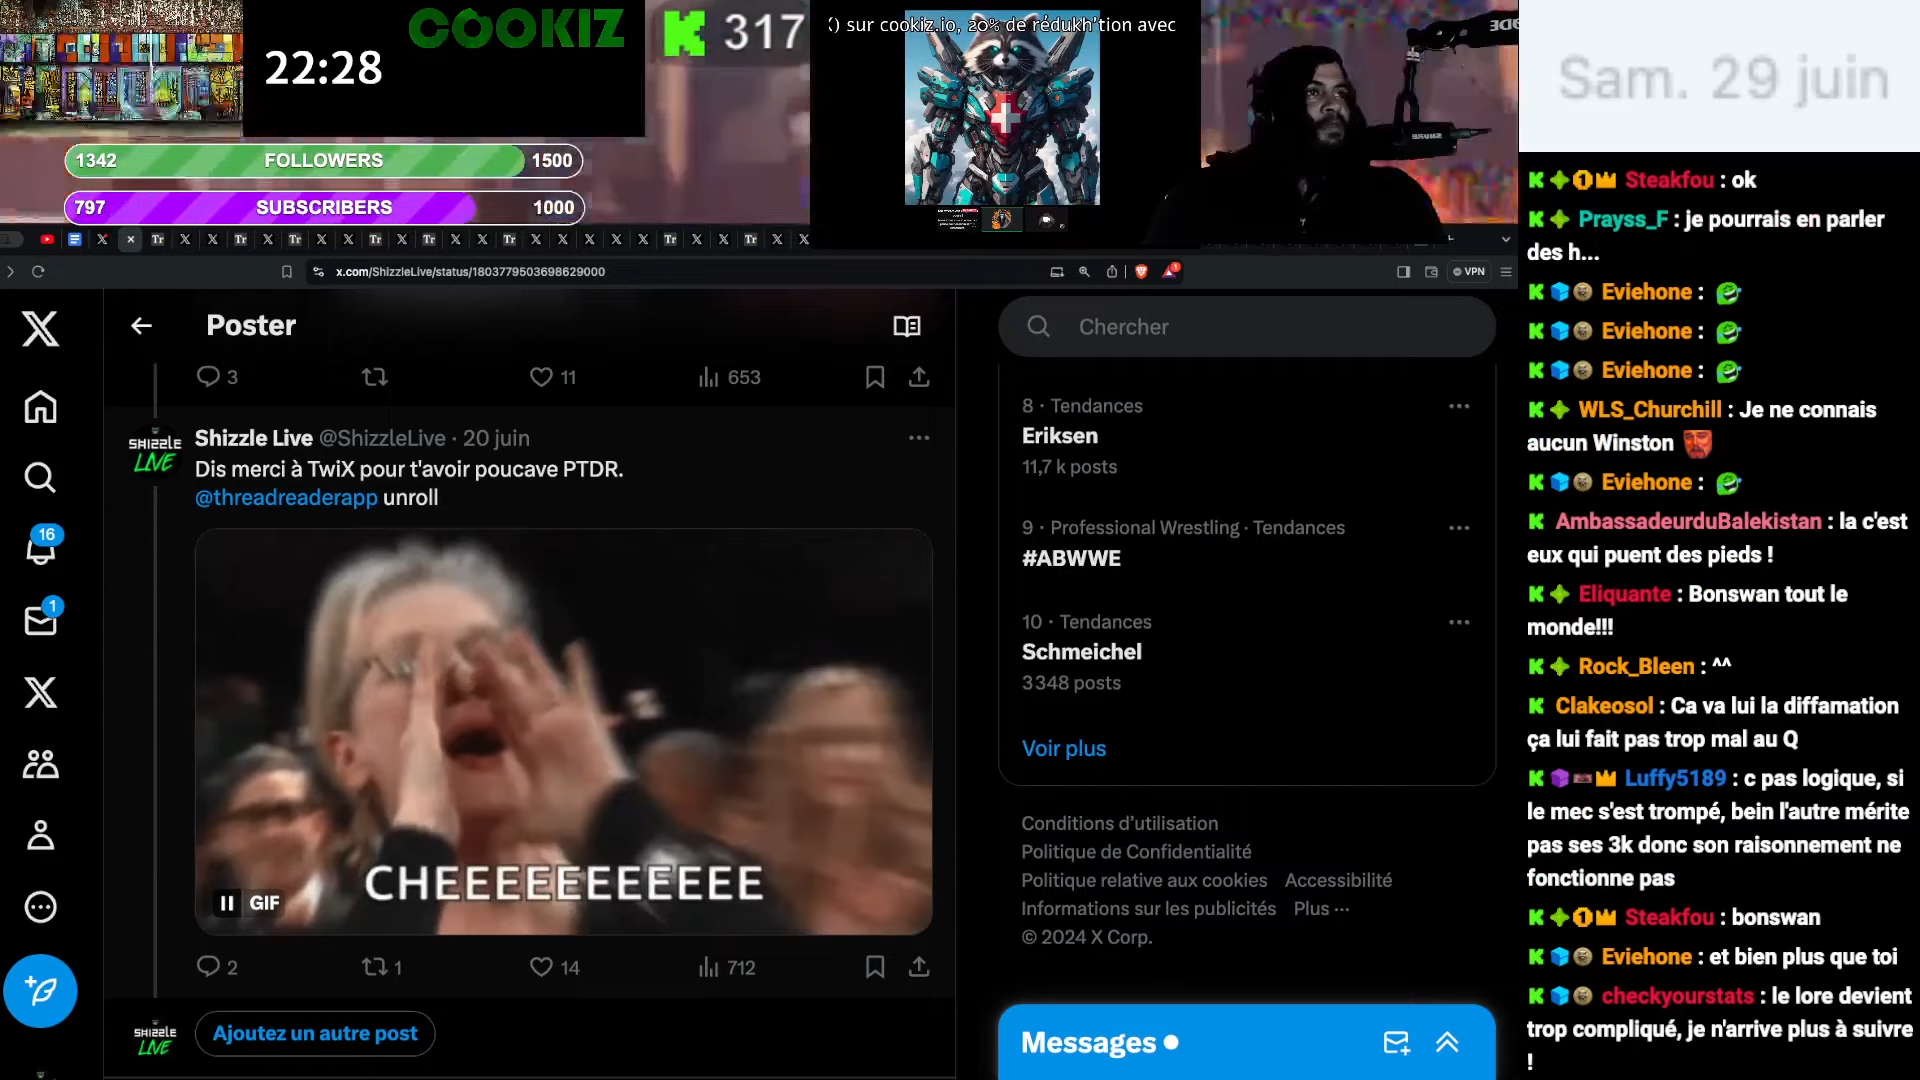 COOKIZ
22:28
317
) sur cookiz.io, 20% de rédukh'tion avec
Sam. 29 juin
1342 FOLLOWERS 1500
797 SUBSCRIBERS 1000
x.com/ShizzleLive/status/1803779503698629000
VPN
Poster
3 11 653
SHIZZLE LIVE
Shizzle Live @ShizzleLive · 20 juin
Dis merci à TwiX pour t'avoir poucave PTDR.
@threadreaderapp unroll
CHEEEEEEEEEEE
GIF
2 1 14 712
SHIZZLE LIVE
Ajoutez un autre post
16
1
Chercher
8 · Tendances
Eriksen
11,7 k posts
9 · Professional Wrestling · Tendances
#ABWWE
10 · Tendances
Schmeichel
3 348 posts
Voir plus
Conditions d’utilisation
Politique de Confidentialité
Politique relative aux cookies Accessibilité
Informations sur les publicités Plus ···
© 2024 X Corp.
Messages
Steakfou : ok
Prayss_F : je pourrais en parler
des h...
Eviehone :
Eviehone :
Eviehone :
WLS_Churchill : Je ne connais
aucun Winston
Eviehone :
AmbassadeurduBalekistan : la c'est
eux qui puent des pieds !
Eliquante : Bonswan tout le
monde!!!
Rock_Bleen : ^^
Clakeosol : Ca va lui la diffamation
ça lui fait pas trop mal au Q
Luffy5189 : c pas logique, si
le mec s'est trompé, bein l'autre mérite
pas ses 3k donc son raisonnement ne
fonctionne pas
Steakfou : bonswan
Eviehone : et bien plus que toi
checkyourstats : le lore devient
trop compliqué, je n'arrive plus à suivre
!